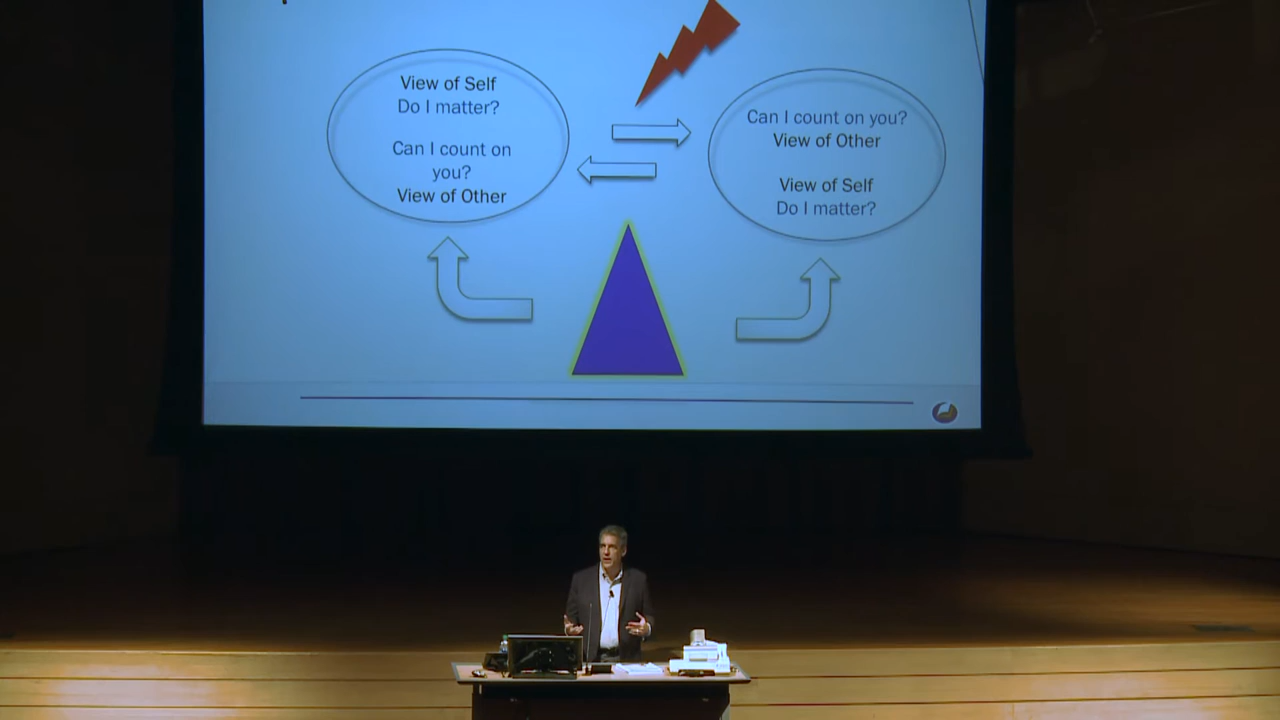 View of Self
Do I matter?
Can I count on
you?
View of Other
Can I count on you?
View of Other
View of Self
Do I matter?